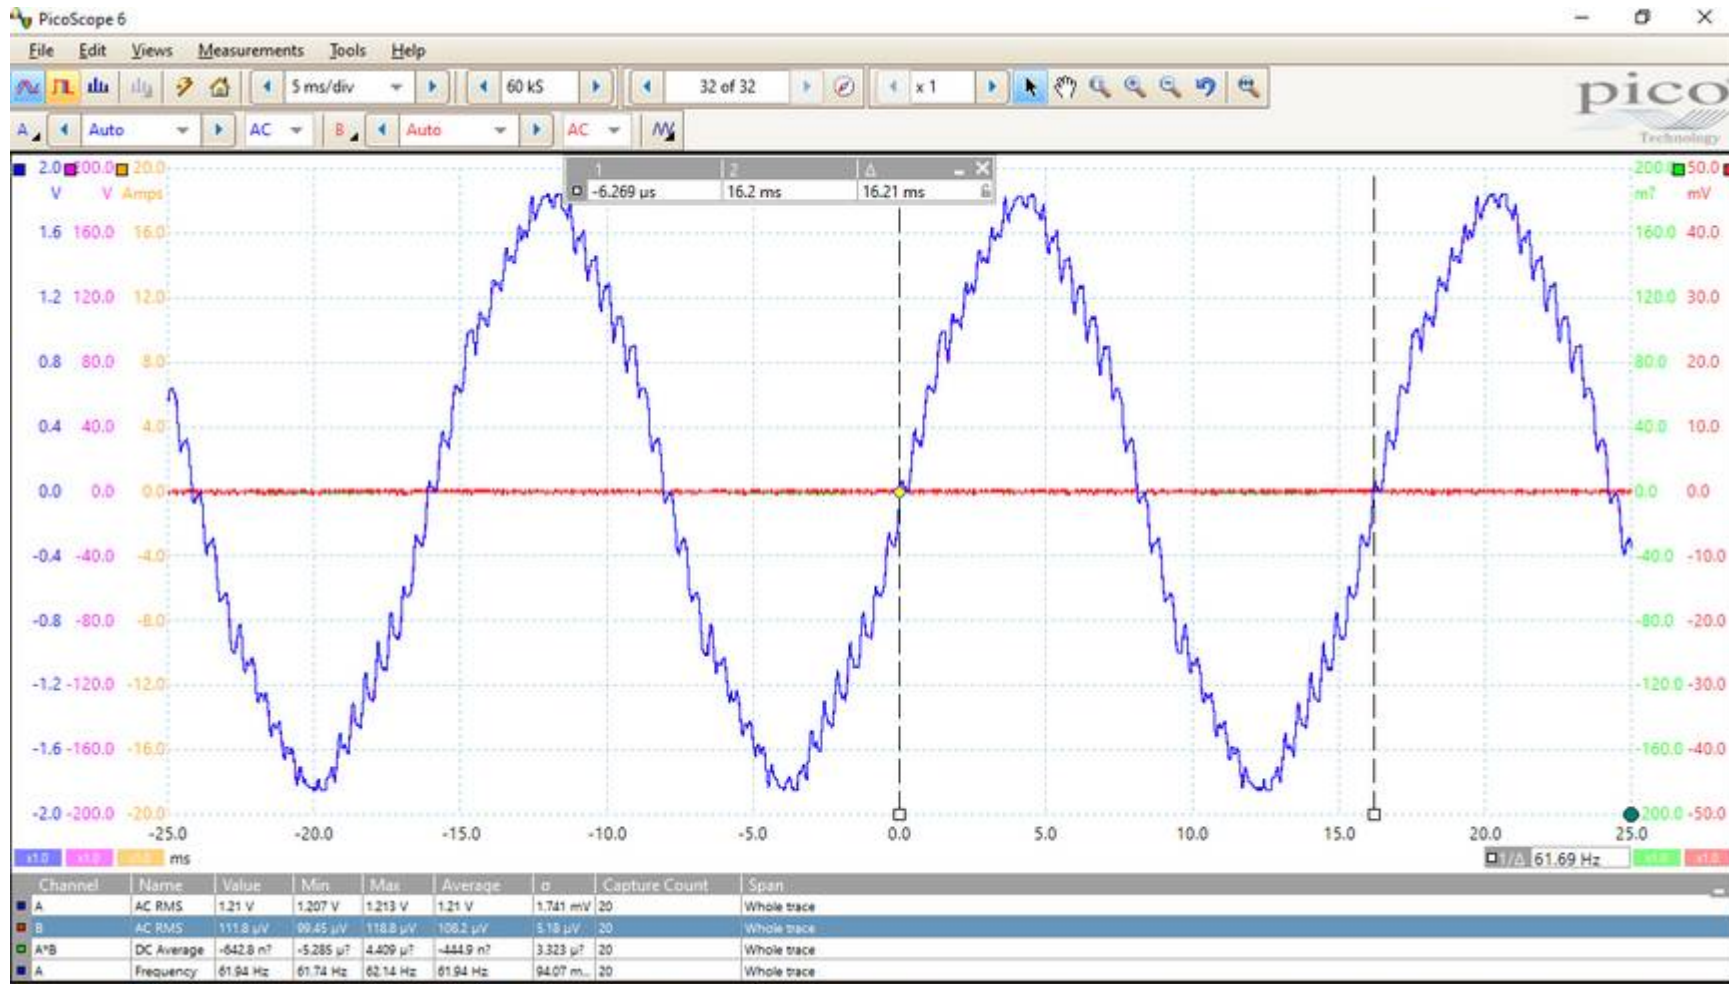 PicoScope 6
File Edit Views Measurements Tools Help
5 ms/div 60 kS 32 of 32 x 1
pico
Technology
A Auto AC B Auto AC
1 2 Δ
-6.269 µs 16.2 ms 16.21 ms
2.0 200.0 20.0 200.0 50.0
V V Amps m? mV
1.6 160.0 16.0 160.0 40.0
1.2 120.0 12.0 120.0 30.0
0.8 80.0 8.0 80.0 20.0
0.4 40.0 4.0 40.0 10.0
0.0 0.0 0.0 0.0 0.0
-0.4 -40.0 -4.0 -40.0 -10.0
-0.8 -80.0 -8.0 -80.0 -20.0
-1.2 -120.0 -12.0 -120.0 -30.0
-1.6 -160.0 -16.0 -160.0 -40.0
-2.0 -200.0 -20.0 200.0 -50.0
-25.0 -20.0 -15.0 -10.0 -5.0 0.0 5.0 10.0 15.0 20.0 25.0
x1.0 x1.0 x1.0 ms 1/Δ 61.69 Hz x1.0 x1.0
Channel Name Value Min Max Average σ Capture Count Span
A AC RMS 1.21 V 1.207 V 1.213 V 1.21 V 1.741 mV 20 Whole trace
B AC RMS 111.8 µV 99.45 µV 118.8 µV 106.2 µV 5.18 µV 20 Whole trace
A*B DC Average -642.8 n? -5.285 µ? 4.409 µ? -444.9 n? 3.323 µ? 20 Whole trace
A Frequency 61.94 Hz 61.74 Hz 62.14 Hz 61.94 Hz 94.07 m... 20 Whole trace